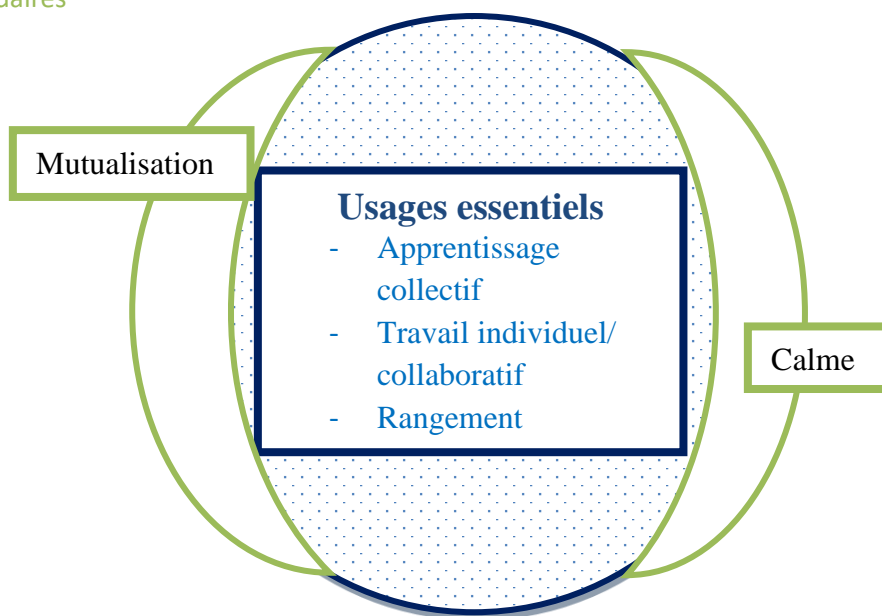 Mutualisation
Usages essentiels
- Apprentissage
collectif
- Travail individuel/
collaboratif
- Rangement
Calme